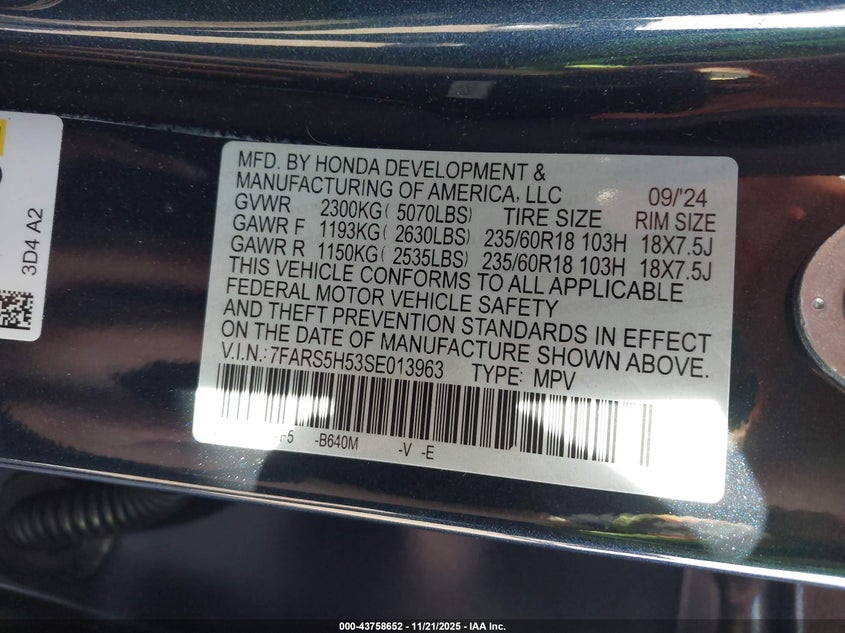 MFD. BY HONDA DEVELOPMENT &
MANUFACTURING OF AMERICA, LLC 09/'24
GVWR 2300KG ( 5070LBS) TIRE SIZE RIM SIZE
GAWR F 1193KG ( 2630LBS) 235/60R18 103H 18X7.5J
GAWR R 1150KG ( 2535LBS) 235/60R18 103H 18X7.5J
THIS VEHICLE CONFORMS TO ALL APPLICABLE
FEDERAL MOTOR VEHICLE SAFETY
AND THEFT PREVENTION STANDARDS IN EFFECT
ON THE DATE OF MANUFACTURE SHOWN ABOVE.
V.I.N.: 7FARS5H53SE013963 TYPE: MPV
-B640M -V -E
3D4 A2
000-43758652 - 11/21/2025 - IAA Inc.